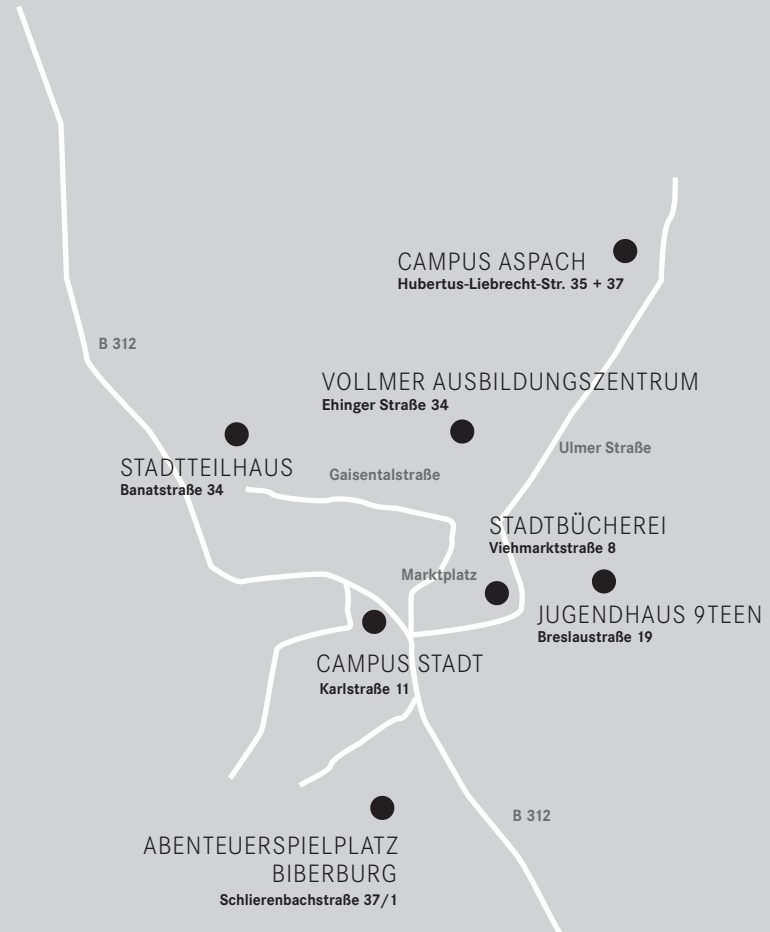 CAMPUS ASPACH
Hubertus-Liebrecht-Str. 35 + 37
B 312
VOLLMER AUSBILDUNGSZENTRUM
Ehinger Straße 34
Ulmer Straße
STADTTEILHAUS
Banatstraße 34
Gaisentalstraße
STADTBÜCHEREI
Viehmarktstraße 8
Marktplatz
JUGENDHAUS 9TEEN
Breslaustraße 19
CAMPUS STADT
Karlstraße 11
B 312
ABENTEUERSPIELPLATZ
BIBERBURG
Schlierenbachstraße 37/1